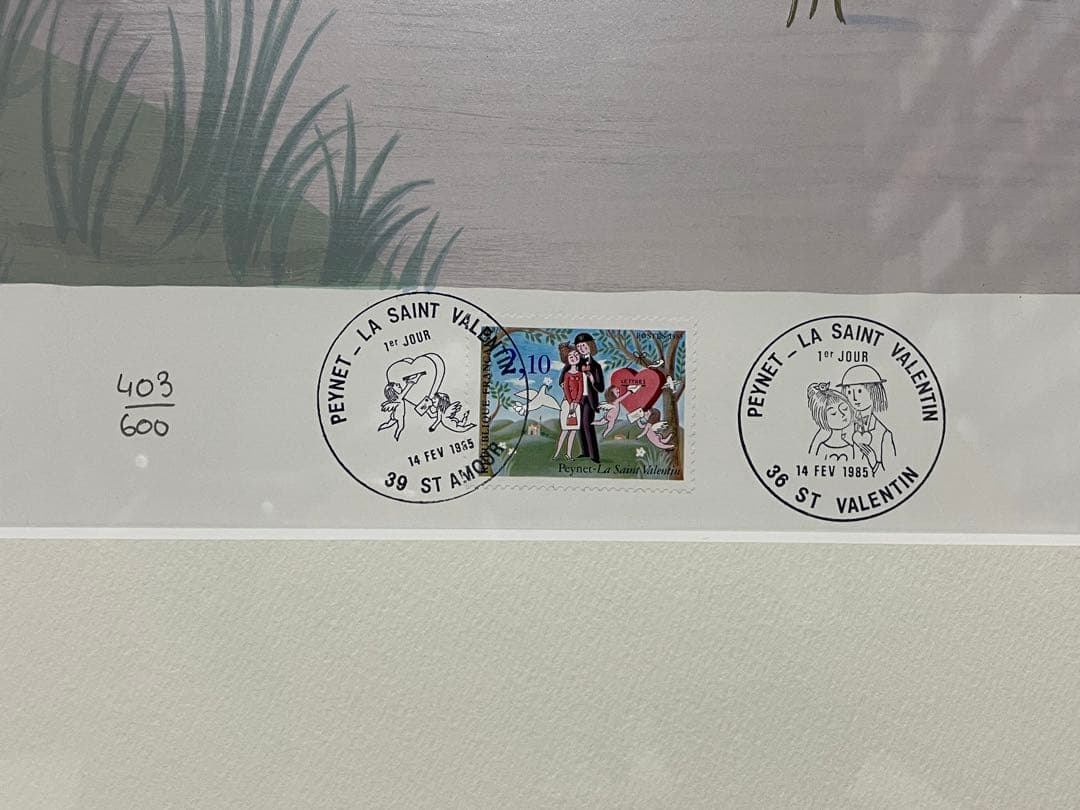 403
600
PEYNET - LA SAINT VALENTIN
1er JOUR
14 FEV 1985
39 ST AMOUR
RÉPUBLIQUE FRANÇAISE
2,10
POSTES
LETTRES
Peynet-La Saint Valentin
PEYNET - LA SAINT VALENTIN
1er JOUR
14 FEV 1985
36 ST VALENTIN